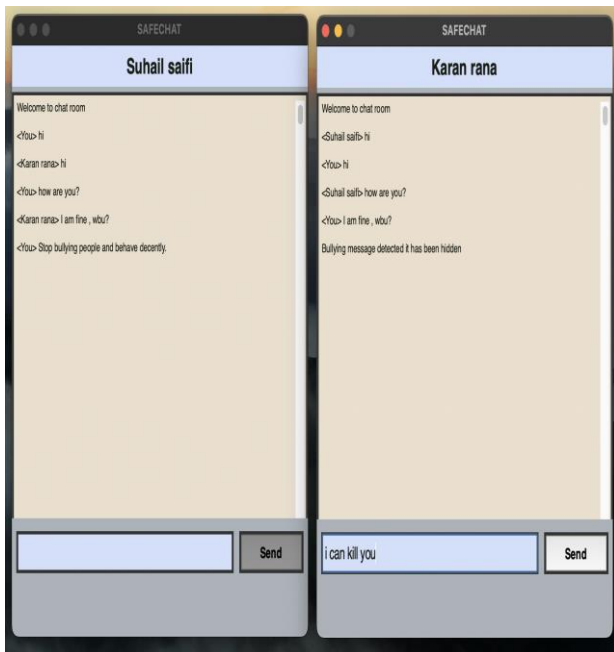 SAFECHAT
Suhail saifi
Welcome to chat room
<You> hi
<Karan rana> hi
<You> how are you?
<Karan rana> I am fine , wbu?
<You> Stop bullying people and behave decently.
Send
SAFECHAT
Karan rana
Welcome to chat room
<Suhail saifi> hi
<You> hi
<Suhail saifi> how are you?
<You> I am fine , wbu?
Bullying message detected it has been hidden
i can kill you
Send